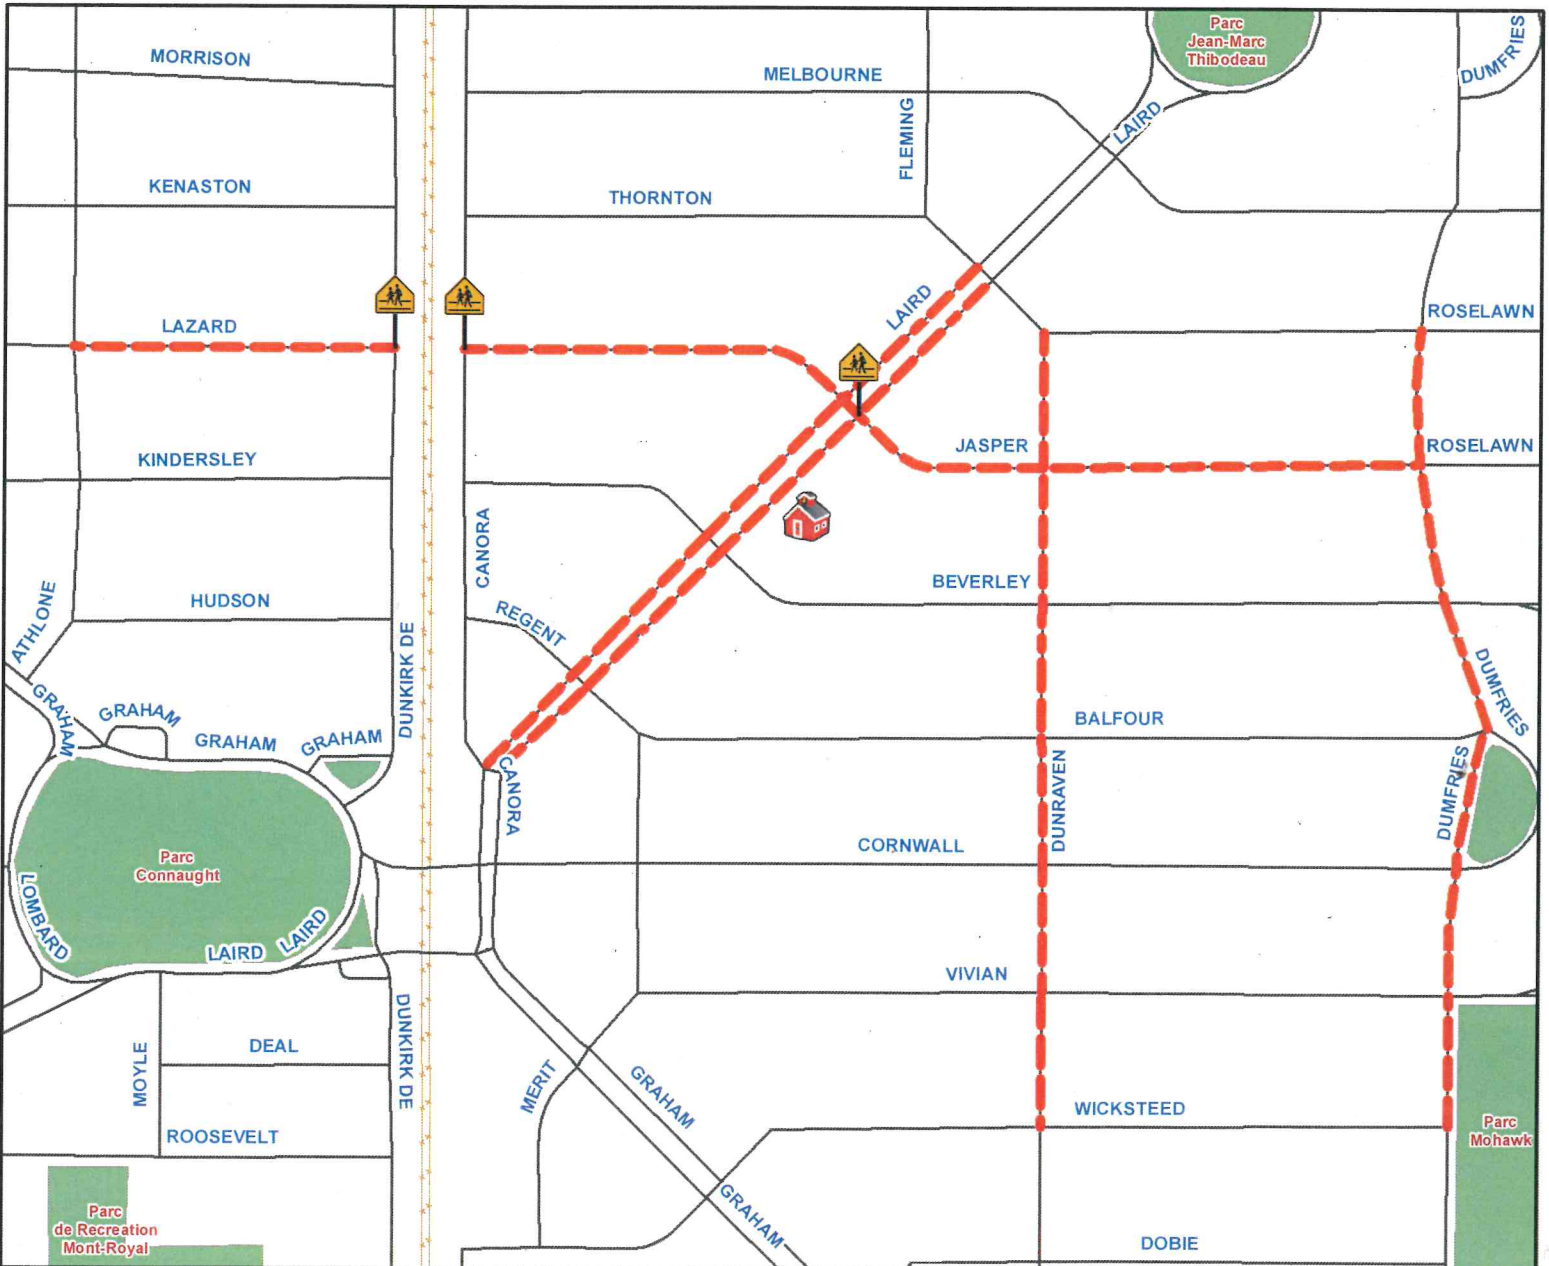 MORRISON
MELBOURNE
FLEMING
Parc
Jean-Marc
Thibodeau
DUMFRIES
LAIRD
KENASTON
THORNTON
LAZARD
LAIRD
ROSELAWN
KINDERSLEY
JASPER
ROSELAWN
CANORA
BEVERLEY
ATHLONE
HUDSON
REGENT
DUNKIRK DE
DUMFRIES
GRAHAM
GRAHAM
GRAHAM
GRAHAM
BALFOUR
CANORA
DUNRAVEN
DUMFRIES
Parc
Connaught
CORNWALL
LOMBARD
LAIRD
LAIRD
VIVIAN
DUNKIRK DE
MOYLE
DEAL
MERIT
GRAHAM
WICKSTEED
ROOSEVELT
Parc
Mohawk
Parc
de Recreation
Mont-Royal
GRAHAM
DOBIE